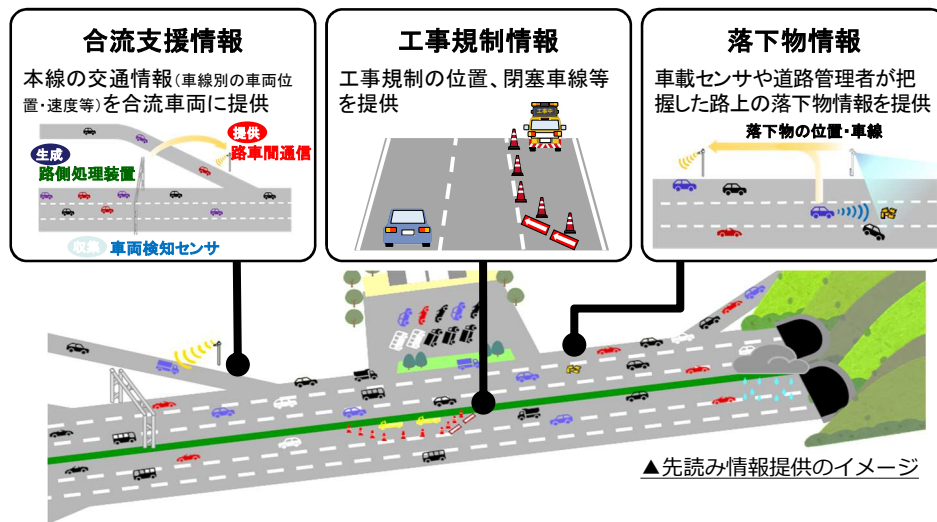 合流支援情報
本線の交通情報(車線別の車両位
置・速度等)を合流車両に提供
提供
路車間通信
生成
路側処理装置
収集 車両検知センサ
工事規制情報
工事規制の位置、閉塞車線等
を提供
落下物情報
車載センサや道路管理者が把
握した路上の落下物情報を提供
落下物の位置・車線
▲先読み情報提供のイメージ